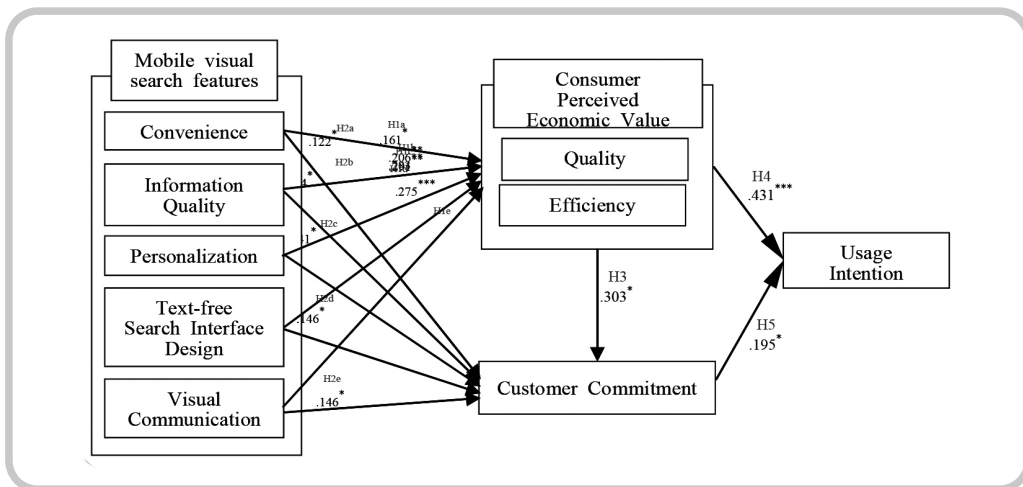 Mobile visual
search features
Convenience
Information
Quality
Personalization
Text-free
Search Interface
Design
Visual
Communication
H2a
.122*
H1a
.161*
H2b
.206**
.275***
H1e
H2c
H2d
.146*
H2e
.146*
Consumer
Perceived
Economic Value
Quality
Efficiency
H3
.303*
Customer Commitment
H4
.431***
H5
.195*
Usage
Intention